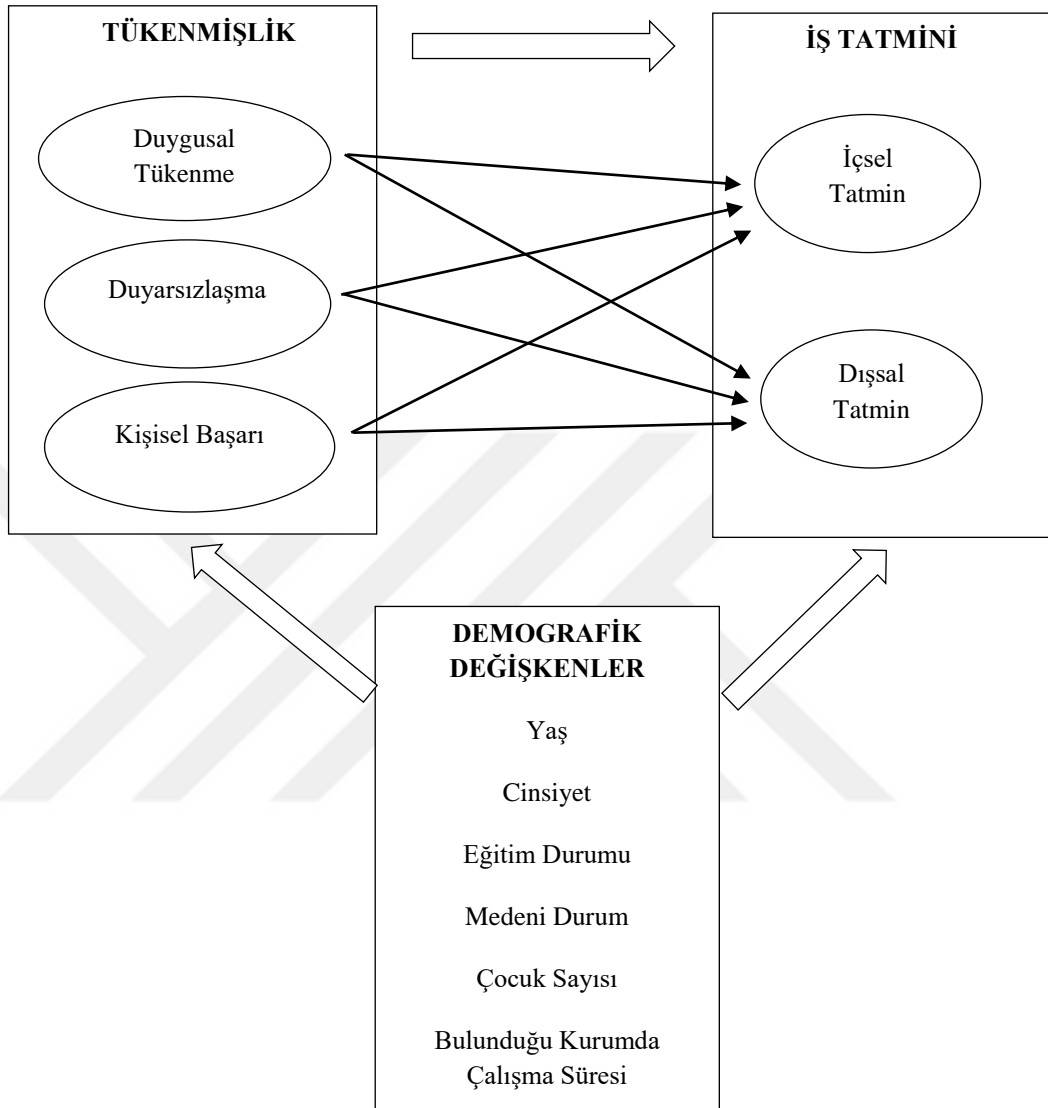 TÜKENMİŞLİK
Duygusal
Tükenme
Duyarsızlaşma
Kişisel Başarı
İŞ TATMİNİ
İçsel
Tatmin
Dışsal
Tatmin
DEMOGRAFİK
DEĞİŞKENLER
Yaş
Cinsiyet
Eğitim Durumu
Medeni Durum
Çocuk Sayısı
Bulunduğu Kurumda
Çalışma Süresi